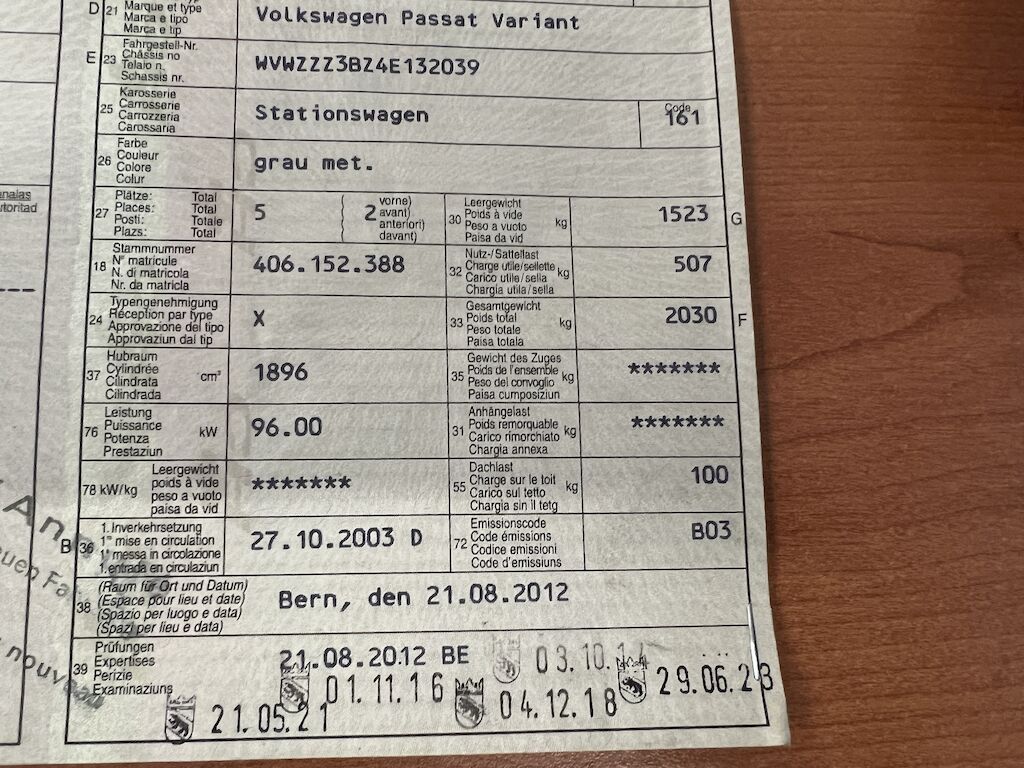 D 21 Marque et type
Marca e tipo
Marca e tip
Volkswagen Passat Variant
E 23 Fahrgestell-Nr.
Châssis no
Telaio n.
Schassis nr.
WVWZZZ3BZ4E132039
25 Karosserie
Carrosserie
Carrozzeria
Carossaria
Stationswagen
Code
161
26 Farbe
Couleur
Colore
Colur
grau met.
27 Plätze: Total
Places: Total
Posti: Totale
Plazs: Total
5
( 2 vorne)
avant)
anteriori)
davant)
30 Leergewicht
Poids à vide
Peso a vuoto
Paisa da vid
kg
1523 G
18 Stammnummer
N° matricule
N. di matricola
Nr. da matricla
406.152.388
32 Nutz-/Sattellast
Charge utile/sellette
Carico utile/sella
Chargia utila/sella
kg
507
24 Typengenehmigung
Réception par type
Approvazione del tipo
Approvaziun dal tip
X
33 Gesamtgewicht
Poids total
Peso totale
Paisa totala
kg
2030 F
37 Hubraum
Cylindrée
Cilindrata
Cilindrada
cm³
1896
35 Gewicht des Zuges
Poids de l'ensemble
Peso del convoglio
Paisa cumposiziun
kg
*******
76 Leistung
Puissance
Potenza
Prestaziun
kW
96.00
31 Anhängelast
Poids remorquable
Carico rimorchiato
Chargia annexa
kg
*******
78 kW/kg Leergewicht
poids à vide
peso a vuoto
paisa da vid
*******
55 Dachlast
Charge sur le toit
Carico sul tetto
Chargia sin il tetg
kg
100
B 36 1. Inverkehrsetzung
1re mise en circulation
1a messa in circolazione
1. entrada en circulaziun
27.10.2003 D
72 Emissionscode
Code émissions
Codice emissioni
Code d'emissiuns
B03
38 (Raum für Ort und Datum)
(Espace pour lieu et date)
(Spazio per luogo e data)
(Spazi per lieu e data)
Bern, den 21.08.2012
39 Prüfungen
Expertises
Perizie
Examinaziuns
21.08.2012 BE
03.10.14
01.11.16
04.12.18
29.06.23
21.05.21
nouveau